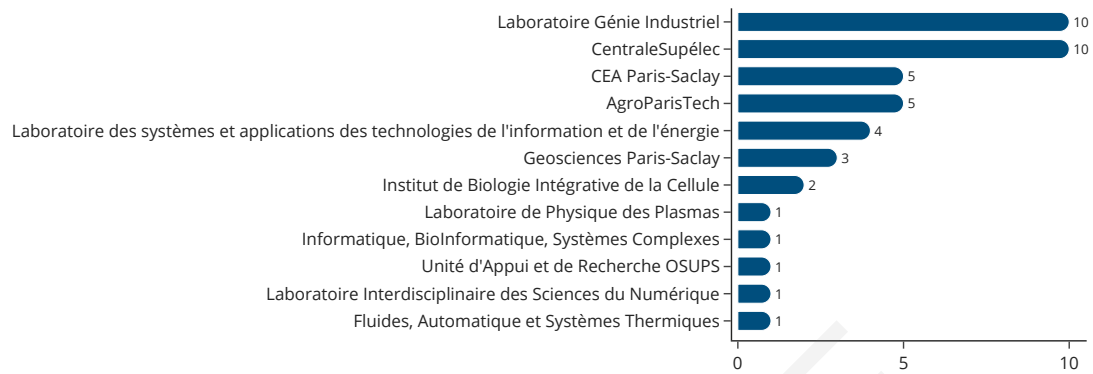 Laboratoire Génie Industriel 10
CentraleSupélec 10
CEA Paris-Saclay 5
AgroParisTech 5
Laboratoire des systèmes et applications des technologies de l'information et de l'énergie 4
Geosciences Paris-Saclay 3
Institut de Biologie Intégrative de la Cellule 2
Laboratoire de Physique des Plasmas 1
Informatique, BioInformatique, Systèmes Complexes 1
Unité d'Appui et de Recherche OSUPS 1
Laboratoire Interdisciplinaire des Sciences du Numérique 1
Fluides, Automatique et Systèmes Thermiques 1
0 5 10